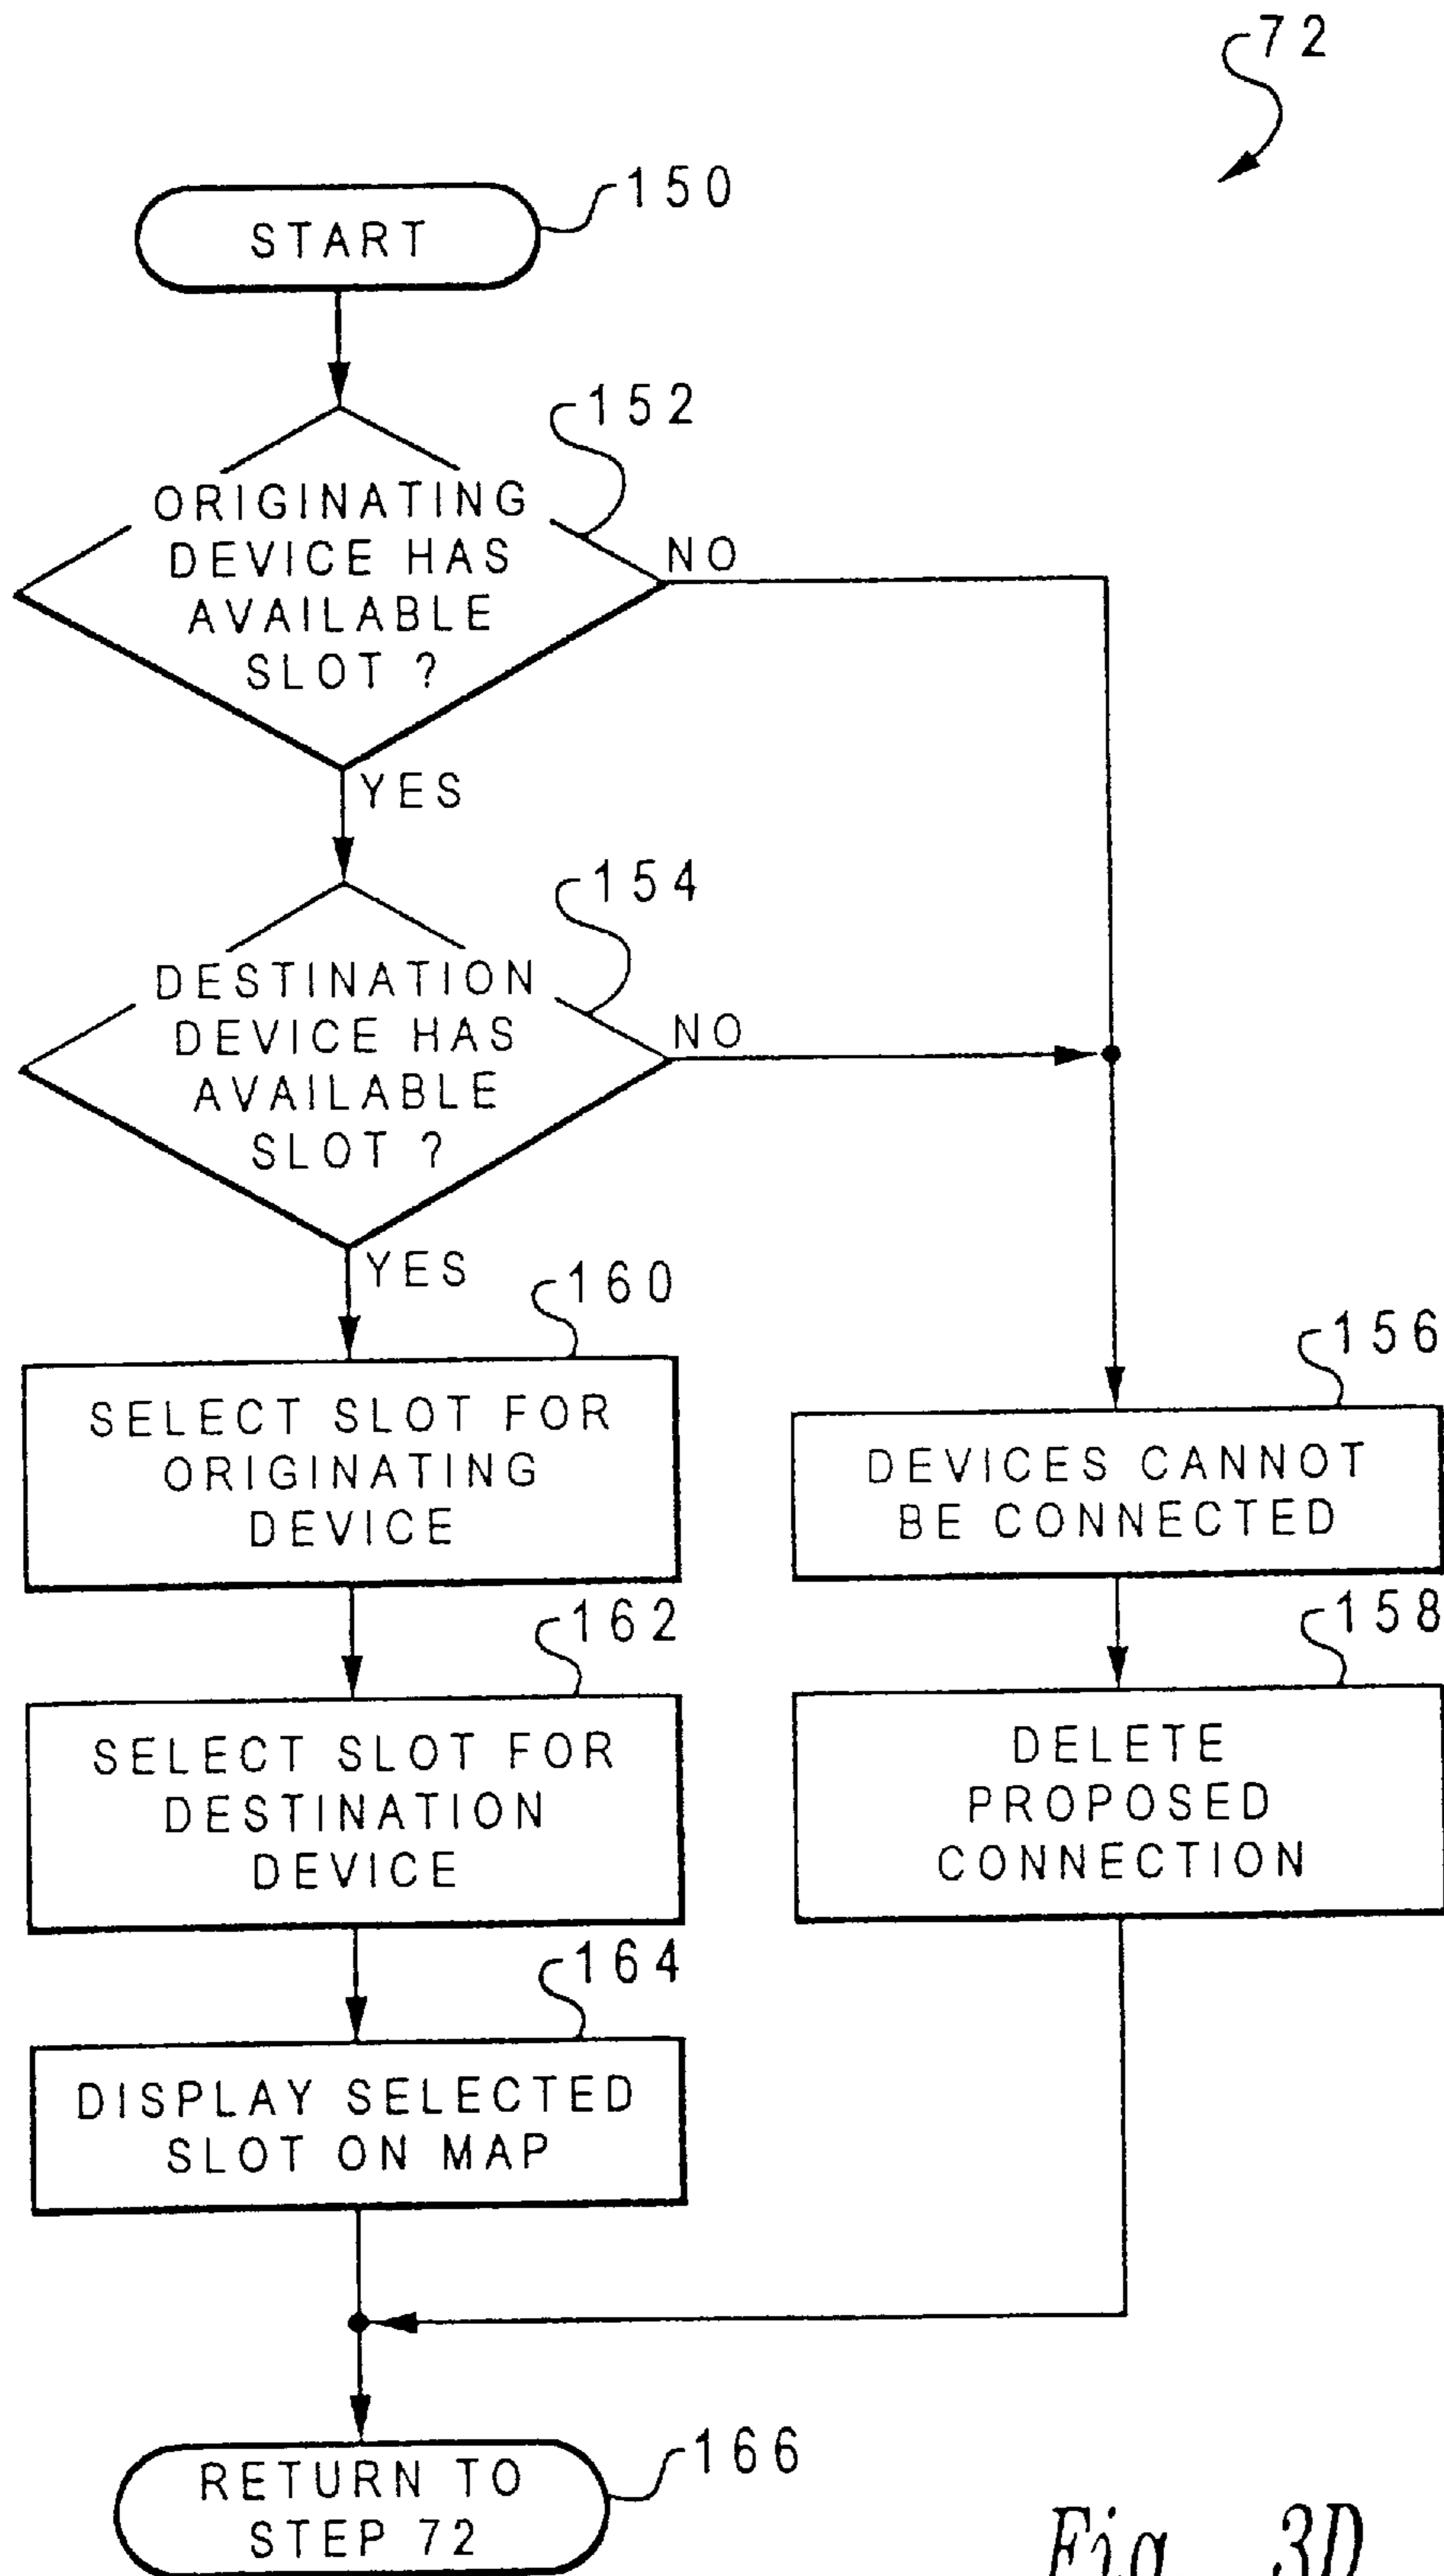 72
150
START
152
ORIGINATING
DEVICE HAS
AVAILABLE
SLOT ?
NO
YES
154
DESTINATION
DEVICE HAS
AVAILABLE
SLOT ?
NO
YES
160
SELECT SLOT FOR
ORIGINATING
DEVICE
156
DEVICES CANNOT
BE CONNECTED
162
SELECT SLOT FOR
DESTINATION
DEVICE
158
DELETE
PROPOSED
CONNECTION
164
DISPLAY SELECTED
SLOT ON MAP
166
RETURN TO
STEP 72
Fig. 3D